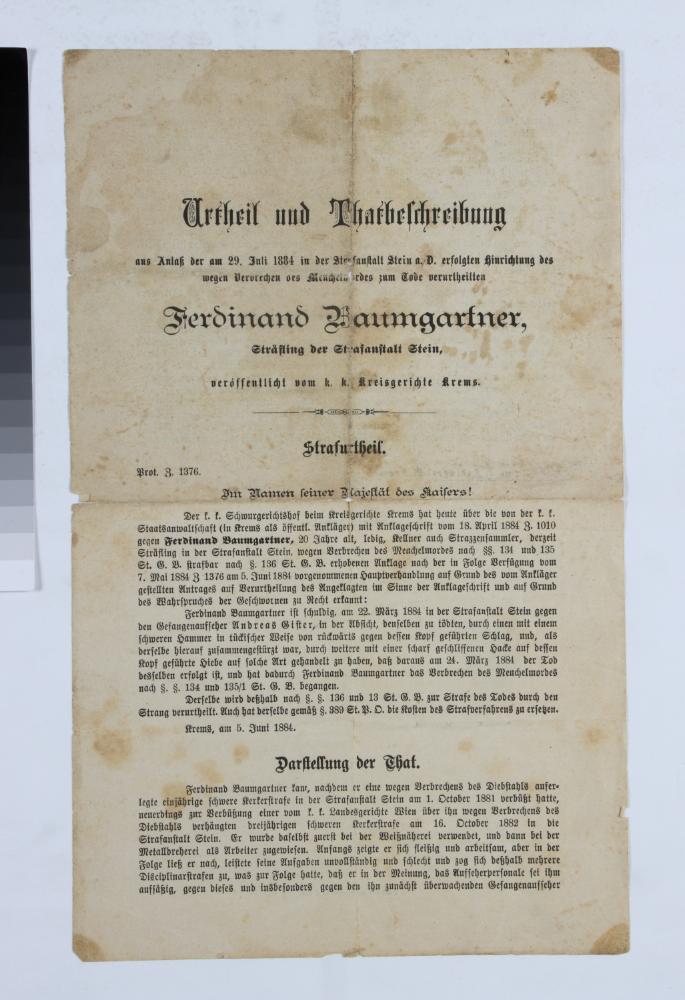 Urtheil und Thatbeschreibung
aus Anlaß der am 29. Juli 1884 in der Strafanstalt Stein a. D. erfolgten Hinrichtung des
wegen Verbrechen des Meuchelmordes zum Tode verurtheilten
Ferdinand Baumgartner,
Sträfling der Strafanstalt Stein,
veröffentlicht vom k. k. Kreisgerichte Krems.
Strafurtheil.
Prot. Z. 1376.
Im Namen seiner Majestät des Kaisers!
Der k. k. Schwurgerichtshof beim Kreisgerichte Krems hat heute über die von der k. k.
Staatsanwaltschaft (in Krems als öffentl. Ankläger) mit Anklageschrift vom 18. April 1884 Z. 1010
gegen Ferdinand Baumgartner, 20 Jahre alt, ledig, Kellner auch Strazzensammler, derzeit
Sträfling in der Strafanstalt Stein, wegen Verbrechen des Meuchelmordes nach §§. 134 und 135
St. G. B. strafbar nach §. 136 St. G. B. erhobenen Anklage nach der in Folge Verfügung vom
7. Mai 1884 Z 1376 am 5. Juni 1884 vorgenommenen Hauptverhandlung auf Grund des vom Ankläger
gestellten Antrages auf Verurtheilung des Angeklagten im Sinne der Anklageschrift und auf Grund
des Wahrspruches der Geschwornen zu Recht erkannt:
Ferdinand Baumgartner ist schuldig, am 22. März 1884 in der Strafanstalt Stein gegen
den Gefangenaufseher Andreas Gister, in der Absicht, denselben zu tödten, durch einen mit einem
schweren Hammer in tückischer Weise von rückwärts gegen dessen Kopf geführten Schlag, und, als
derselbe hierauf zusammengestürzt war, durch weitere mit einer scharf geschliffenen Hacke auf dessen
Kopf geführte Hiebe auf solche Art gehandelt zu haben, daß daraus am 24. März 1884 der Tod
desselben erfolgt ist, und hat dadurch Ferdinand Baumgartner das Verbrechen des Meuchelmordes
nach §. §. 134 und 135/1 St. G. B. begangen.
Derselbe wird deßhalb nach §. §. 136 und 13 St. G. B. zur Strafe des Todes durch den
Strang verurtheilt. Auch hat derselbe gemäß §. 389 St. P. O. die Kosten des Strafverfahrens zu ersetzen.
Krems, am 5. Juni 1884.
Darstellung der That.
Ferdinand Baumgartner kam, nachdem er eine wegen Verbrechens des Diebstahls aufer-
legte einjährige schwere Kerkerstrafe in der Strafanstalt Stein am 1. October 1881 verbüßt hatte,
neuerdings zur Verbüßung einer vom k. k. Landesgerichte Wien über ihn wegen Verbrechens des
Diebstahls verhängten dreijährigen schweren Kerkerstrafe am 16. October 1882 in die
Strafanstalt Stein. Er wurde daselbst zuerst bei der Weißnäherei verwendet, und dann bei der
Metalldreherei als Arbeiter zugewiesen. Anfangs zeigte er sich fleißig und arbeitsam, aber in der
Folge ließ er nach, leistete seine Aufgaben unvollständig und schlecht und zog sich deßhalb mehrere
Disciplinarstrafen zu, was zur Folge hatte, daß er in der Meinung, das Aufseherpersonale sei ihm
aufsäßig, gegen dieses und insbesonders gegen den ihn zunächst überwachenden Gefangenaufseher